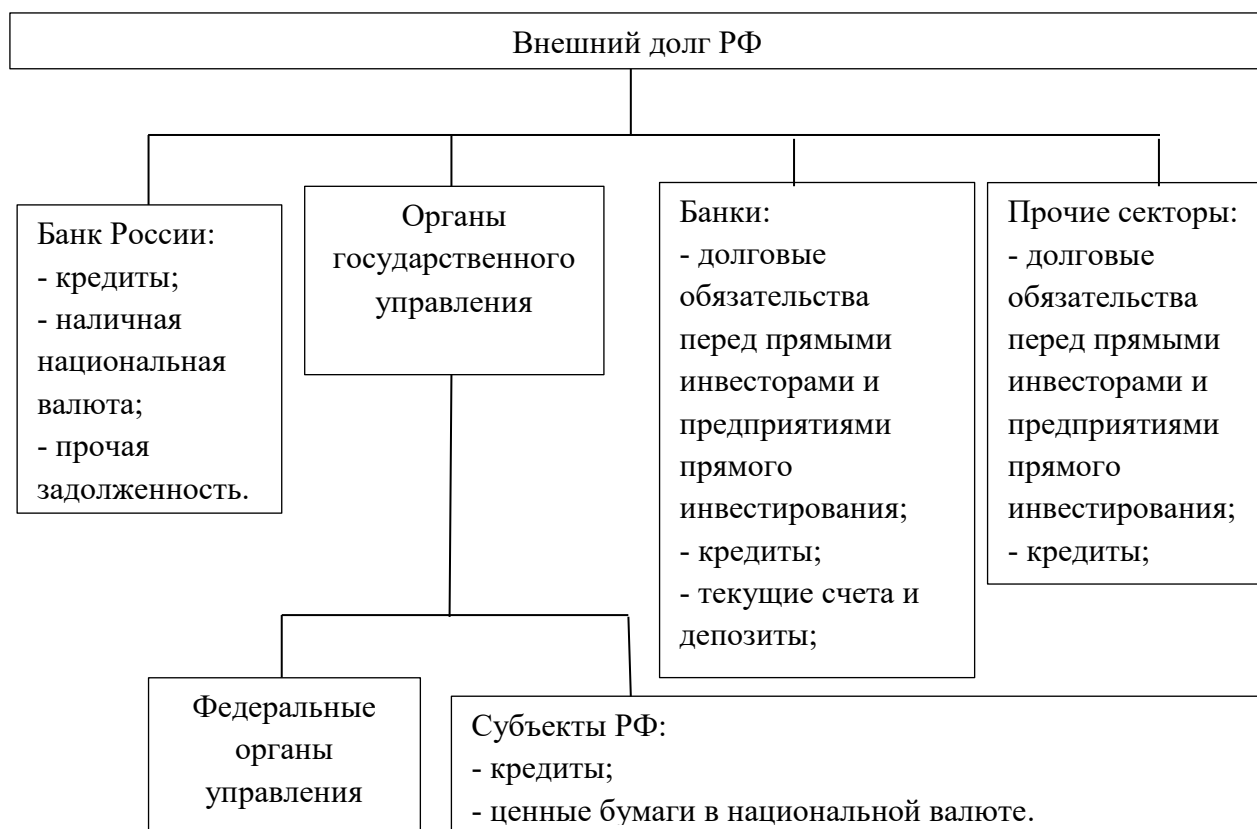 Внешний долг РФ
Банк России:
- кредиты;
- наличная
национальная
валюта;
- прочая
задолженность.
Органы
государственного
управления
Банки:
- долговые
обязательства
перед прямыми
инвесторами и
предприятиями
прямого
инвестирования;
- кредиты;
- текущие счета и
депозиты;
Прочие секторы:
- долговые
обязательства
перед прямыми
инвесторами и
предприятиями
прямого
инвестирования;
- кредиты;
Федеральные
органы
управления
Субъекты РФ:
- кредиты;
- ценные бумаги в национальной валюте.